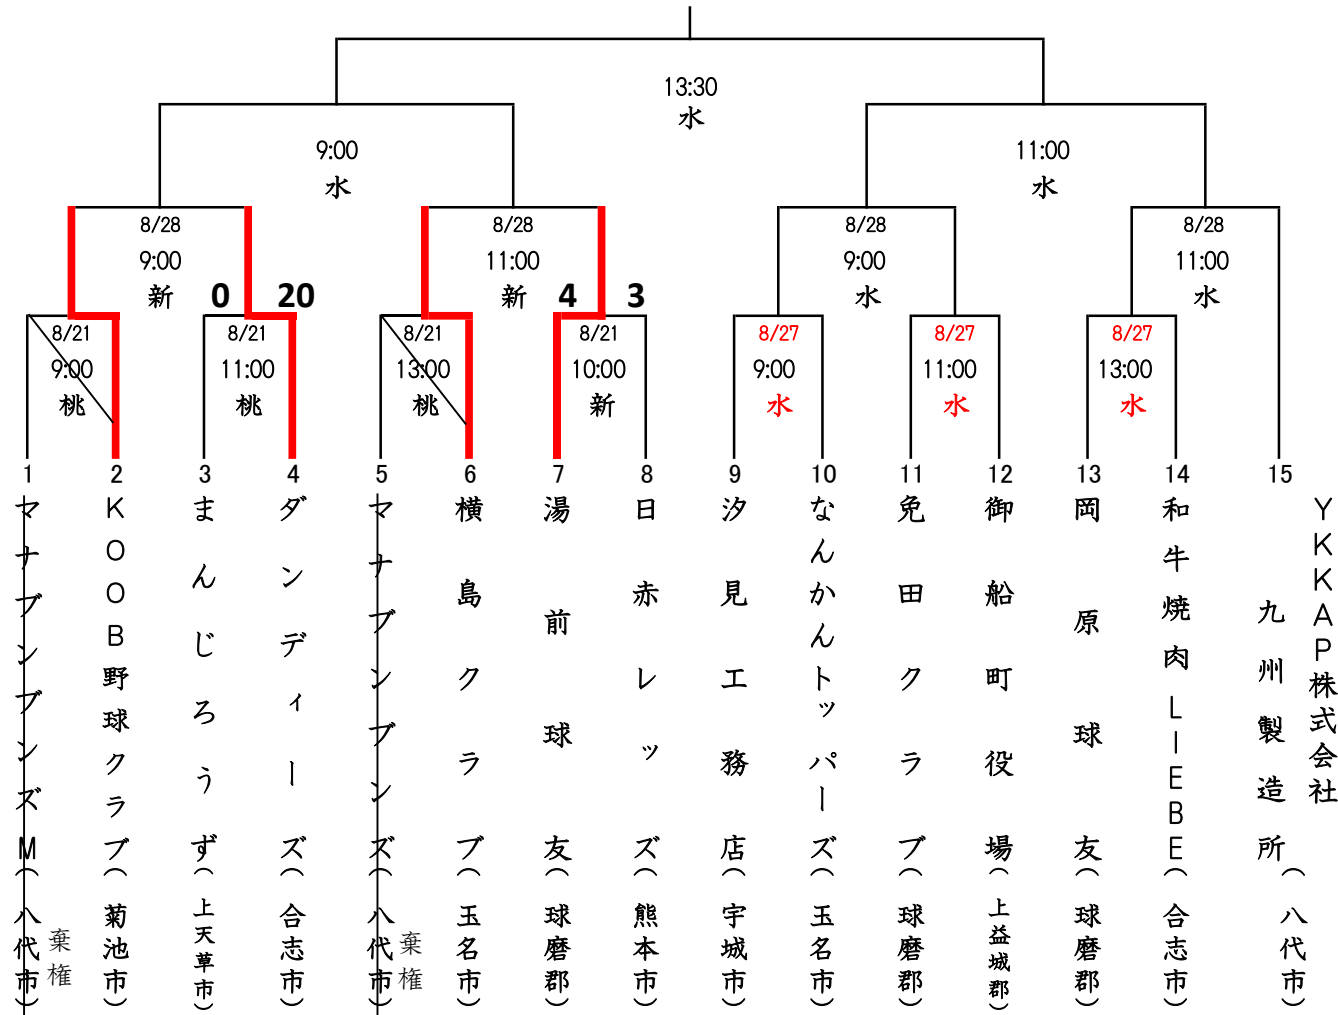 13:30
水
9:00
水
11:00
水
8/28
9:00
新
8/28
11:00
新
8/28
9:00
水
8/28
11:00
水
0
20
4
3
8/21
9:00
桃
8/21
11:00
桃
8/21
13:00
桃
8/21
10:00
新
8/27
9:00
水
8/27
11:00
水
8/27
13:00
水
1
2
3
4
5
6
7
8
9
10
11
12
13
14
15
マナブンブンズM(八代市)
棄権
KOOB野球クラブ(菊池市)
まんじろうず(上天草市)
ダンディーズ(合志市)
マナブンブンズ(八代市)
棄権
横島クラブ(玉名市)
湯前球友(球磨郡)
日赤レッズ(熊本市)
汐見工務店(宇城市)
なんかんトッパーズ(玉名市)
免田クラブ(球磨郡)
御船町役場(上益城郡)
岡原球友(球磨郡)
和牛焼肉LIEBE(合志市)
YKKAP株式会社
九州製造所(八代市)